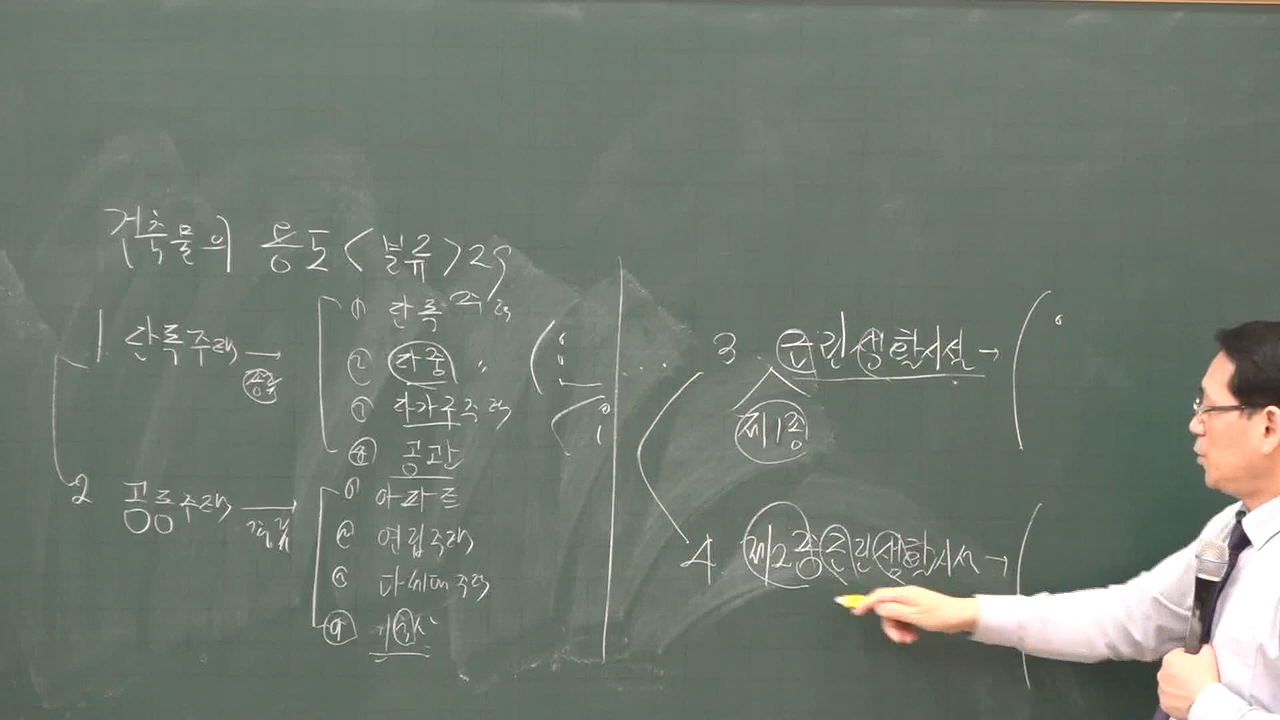 건축물의 용도 <분류> 29
1. 단독주택 →
① 단독주택
② 다중 〃
③ 다가구주택
④ 공관
2 공동주택 →
① 아파트
② 연립주택
③ 다세대주택
④ 기숙사
3. 근린생활시설 →
제1종
4. 제2종근린생활시설 →